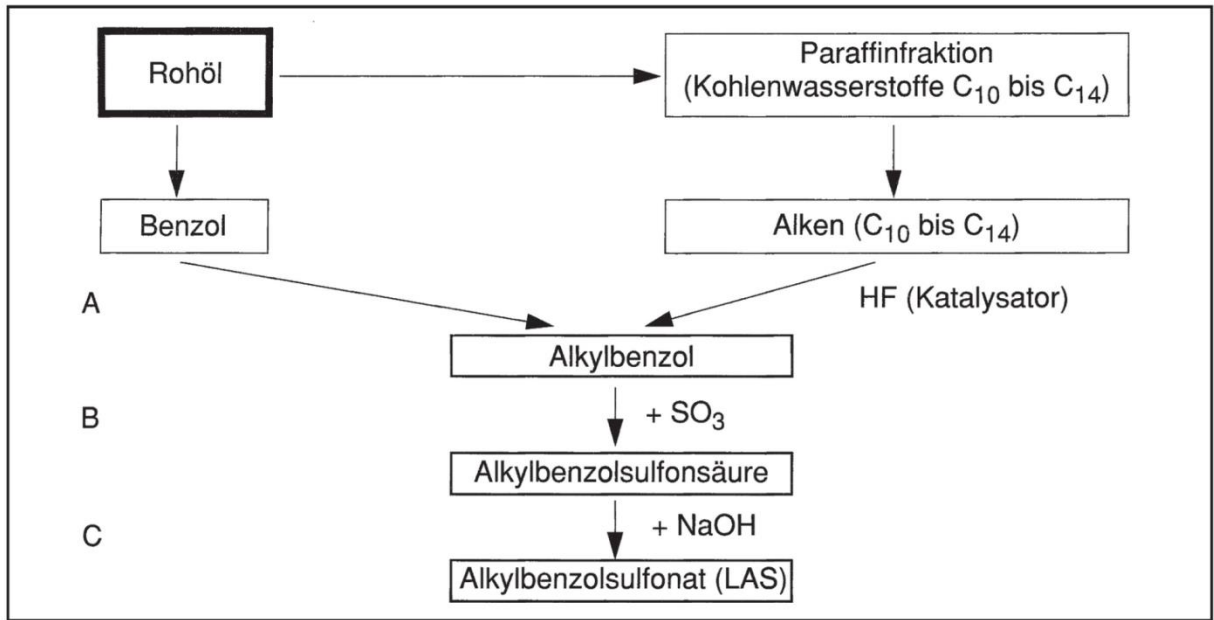 Rohöl
Paraffinfraktion
(Kohlenwasserstoffe C₁₀ bis C₁₄)
Benzol
Alken (C₁₀ bis C₁₄)
A
HF (Katalysator)
Alkylbenzol
B
+ SO₃
Alkylbenzolsulfonsäure
C
+ NaOH
Alkylbenzolsulfonat (LAS)